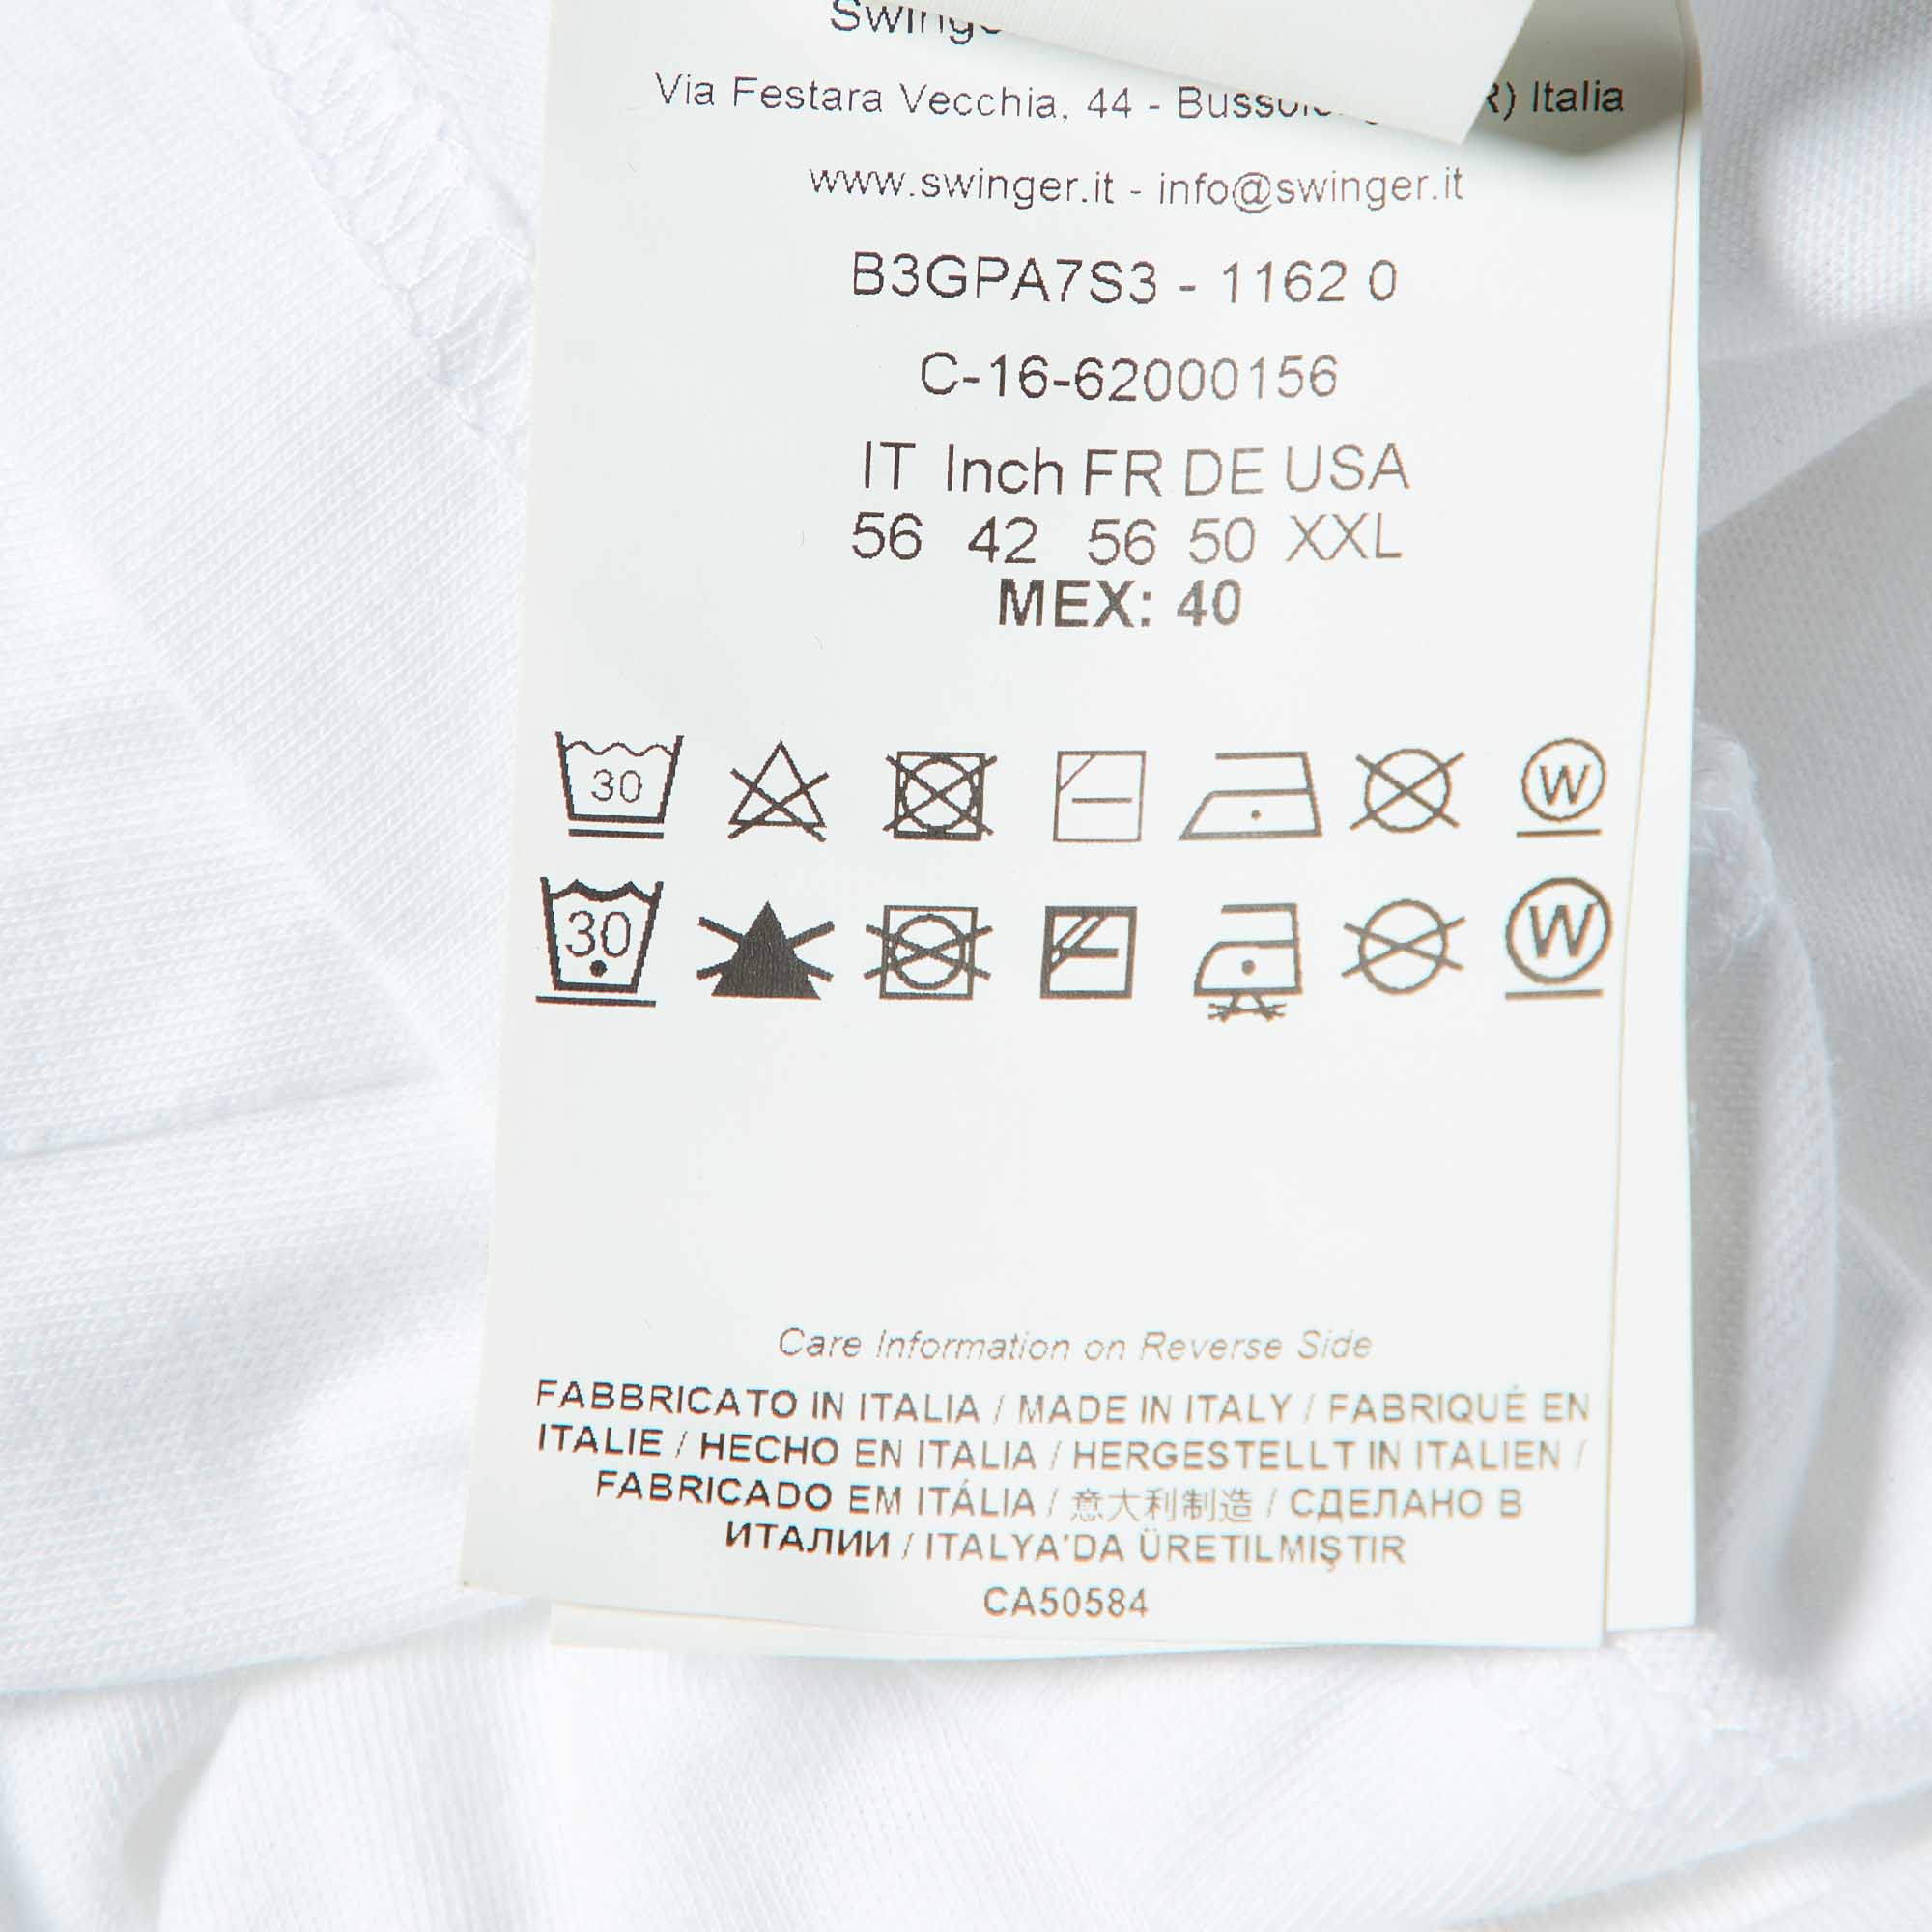 Via Festara Vecchia, 44 - Italia
www.swinger.it - info@swinger.it
B3GPA7S3 - 1162 0
C-16-62000156
IT Inch FR DE USA
56 42 56 50 XXL
MEX: 40
30 W
30 W
Care Information on Reverse Side
FABBRICATO IN ITALIA / MADE IN ITALY / FABRIQUÉ EN
ITALIE / HECHO EN ITALIA / HERGESTELLT IN ITALIEN /
FABRICADO EM ITÁLIA / 意大利制造 / СДЕЛАНО В
ИТАЛИИ / ITALYA'DA ÜRETILMIŞTIR
CA50584